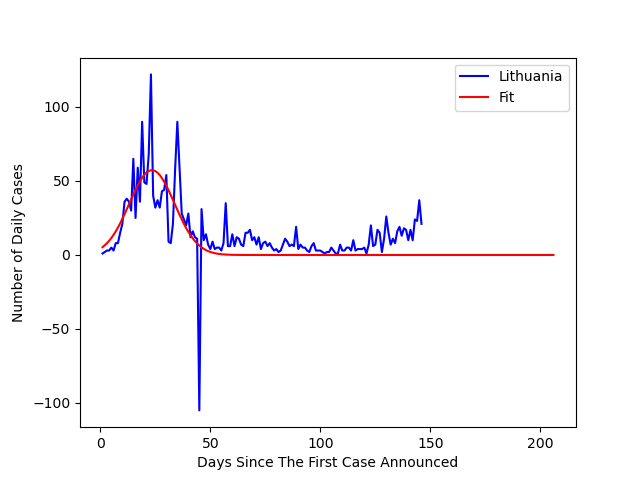 Lithuania
Fit
100
50
0
−50
−100
Number of Daily Cases
0 50 100 150 200
Days Since The First Case Announced